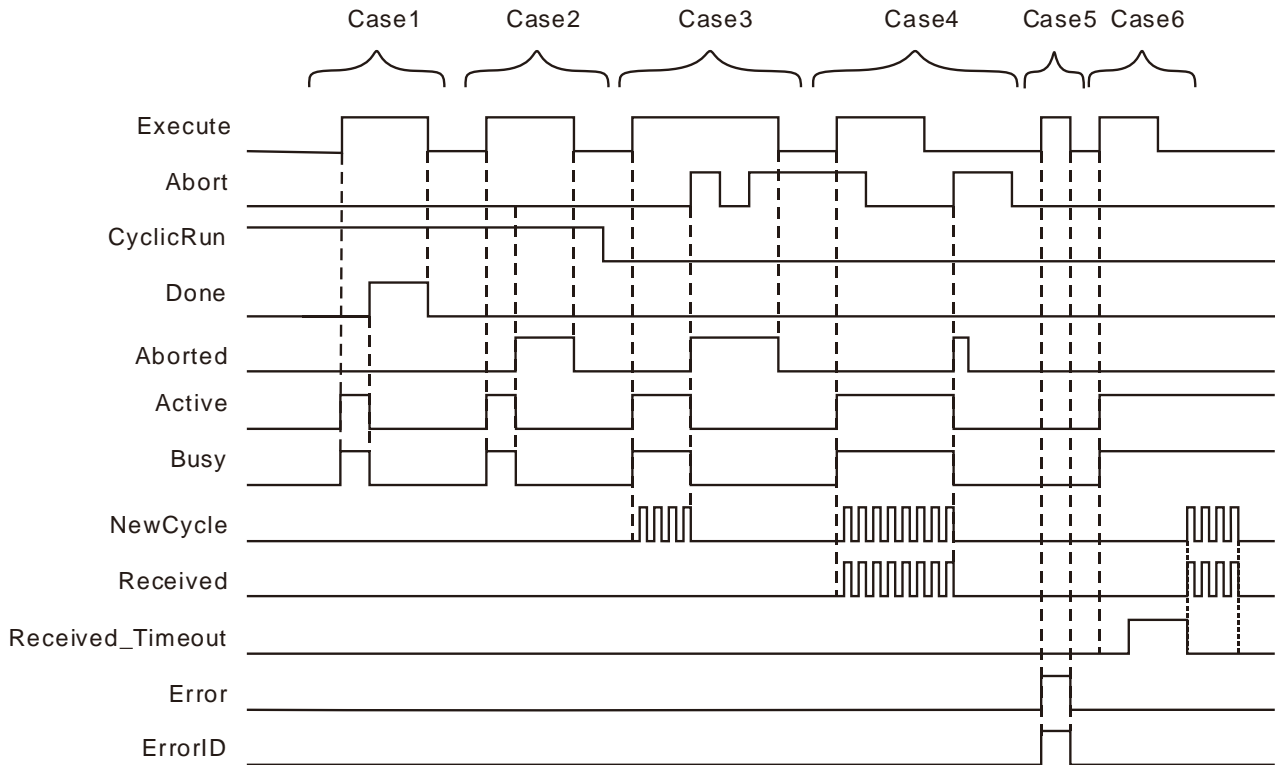 Case1 Case2 Case3 Case4 Case5 Case6
Execute
Abort
CyclicRun
Done
Aborted
Active
Busy
NewCycle
Received
Received_Timeout
Error
ErrorID